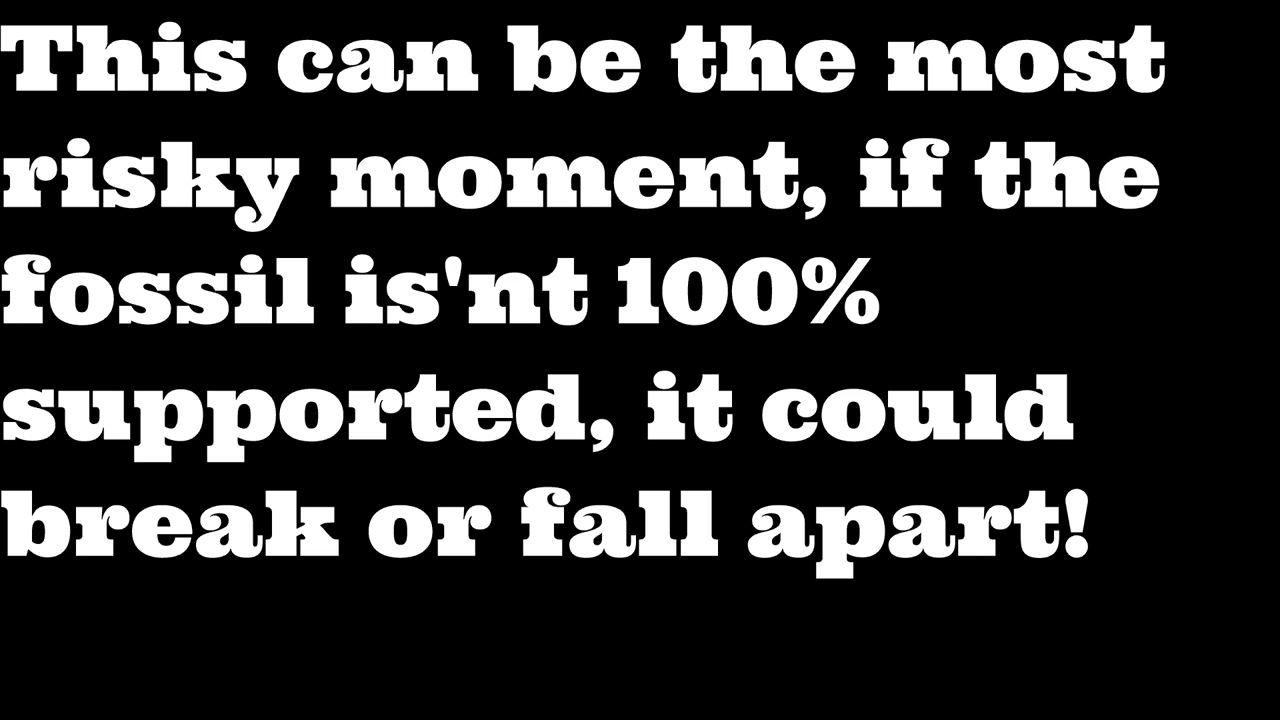 This can be the most
risky moment, if the
fossil is'nt 100%
supported, it could
break or fall apart!